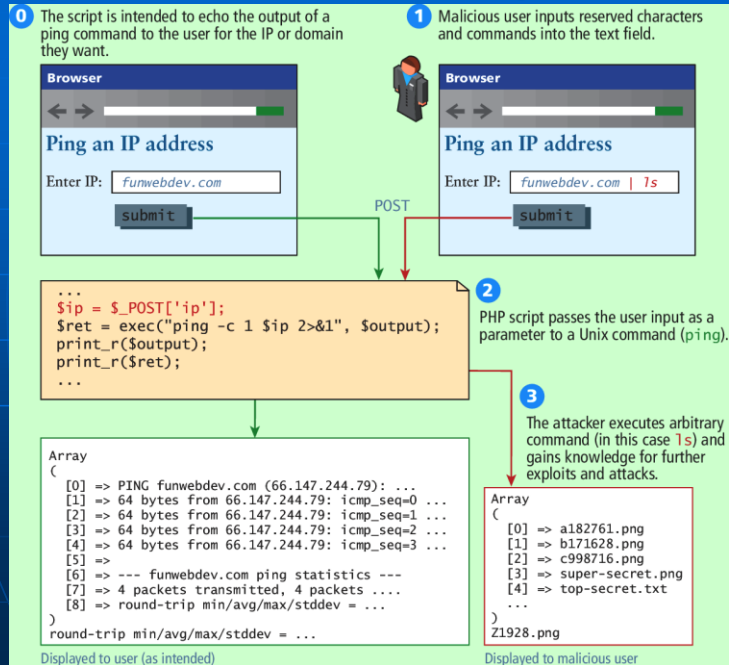 0 The script is intended to echo the output of a
ping command to the user for the IP or domain
they want.
Browser
Ping an IP address
Enter IP: funwebdev.com
submit
1 Malicious user inputs reserved characters
and commands into the text field.
Browser
Ping an IP address
Enter IP: funwebdev.com | ls
submit
POST
...
$ip = $_POST['ip'];
$ret = exec("ping -c 1 $ip 2>&1", $output);
print_r($output);
print_r($ret);
...
2
PHP script passes the user input as a
parameter to a Unix command (ping).
3
The attacker executes arbitrary
command (in this case ls) and
gains knowledge for further
exploits and attacks.
Array
(
[0] => PING funwebdev.com (66.147.244.79): ...
[1] => 64 bytes from 66.147.244.79: icmp_seq=0 ...
[2] => 64 bytes from 66.147.244.79: icmp_seq=1 ...
[3] => 64 bytes from 66.147.244.79: icmp_seq=2 ...
[4] => 64 bytes from 66.147.244.79: icmp_seq=3 ...
[5] =>
[6] => --- funwebdev.com ping statistics ---
[7] => 4 packets transmitted, 4 packets ....
[8] => round-trip min/avg/max/stddev = ...
)
round-trip min/avg/max/stddev = ...
Displayed to user (as intended)
Array
(
[0] => a182761.png
[1] => b171628.png
[2] => c998716.png
[3] => super-secret.png
[4] => top-secret.txt
...
)
Z1928.png
Displayed to malicious user